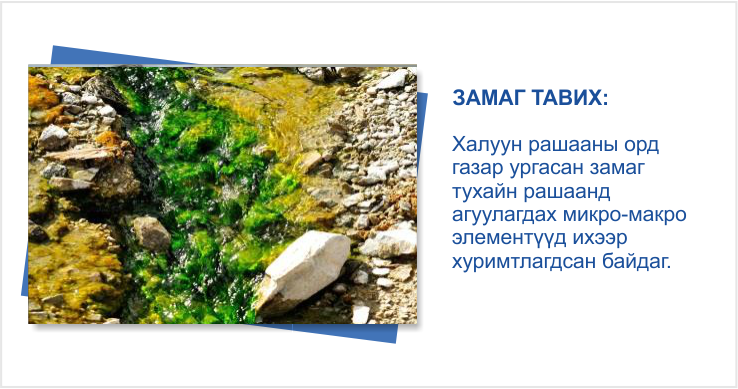 ЗАМАГ ТАВИХ:
Халуун рашааны орд
газар ургасан замаг
тухайн рашаанд
агуулагдах микро-макро
элементүүд ихээр
хуримтлагдсан байдаг.